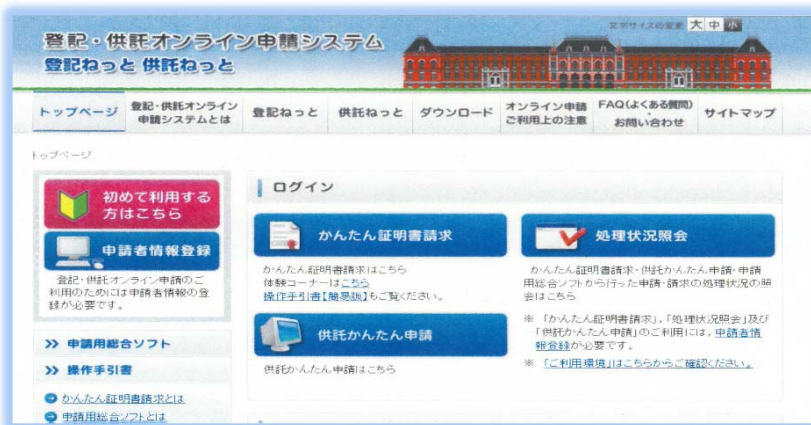 文字サイズの変更 大 中 小
登記・供託オンライン申請システム
登記ねっと 供託ねっと
トップページ
登記・供託オンライン
申請システムとは
登記ねっと
供託ねっと
ダウンロード
オンライン申請
ご利用上の注意
FAQ(よくある質問)
・
お問い合わせ
サイトマップ
トップページ
初めて利用する
方はこちら
申請者情報登録
登記・供託オンライン申請のご
利用のためには申請者情報の登
録が必要です。
>> 申請用総合ソフト
>> 操作手引書
かんたん証明書請求とは
申請用総合ソフトとは
ログイン
かんたん証明書請求
かんたん証明書請求はこちら
体験コーナーはこちら
操作手引書【簡易版】もご覧ください。
供託かんたん申請
供託かんたん申請はこちら
処理状況照会
かんたん証明書請求・供託かんたん申請・申請
用総合ソフトから行った申請・請求の処理状況の照
会はこちら
※ 「かんたん証明書請求」,「処理状況照会」及び
「供託かんたん申請」のご利用には,申請者情
報登録が必要です。
※ 「ご利用環境」はこちらからご確認ください。